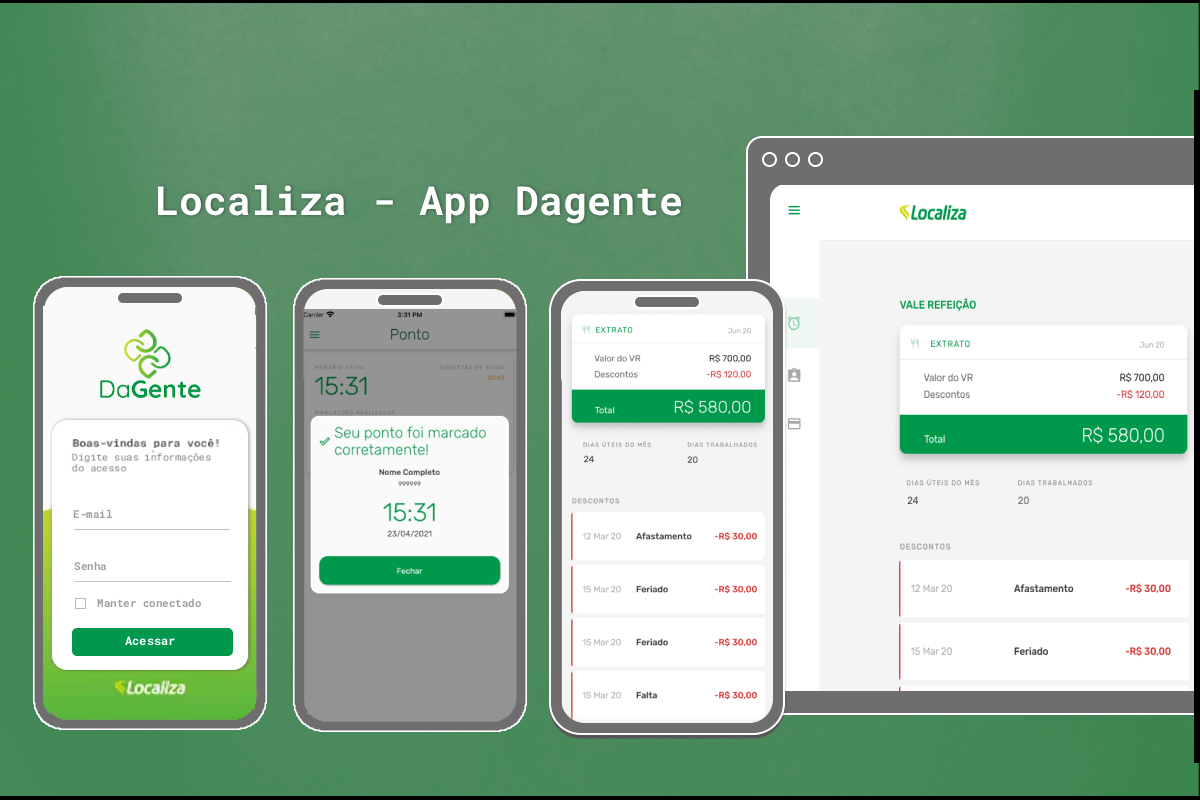 Localiza - App Dagente
DaGente
Boas-vindas para você!
Digite suas informações
do acesso
E-mail
Senha
Manter conectado
Acessar
Localiza
Carrier
3:31 PM
Ponto
HORÁRIO ATUAL
SUGESTÃO DE SAÍDA
15:31
20:42
MARCAÇÕES REALIZADAS
Seu ponto foi marcado
corretamente!
Nome Completo
999999
15:31
23/04/2021
Fechar
EXTRATO
Jun 20
Valor do VR R$ 700,00
Descontos -R$ 120,00
Total R$ 580,00
DIAS ÚTEIS DO MÊS DIAS TRABALHADOS
24 20
DESCONTOS
12 Mar 20 Afastamento -R$ 30,00
15 Mar 20 Feriado -R$ 30,00
15 Mar 20 Feriado -R$ 30,00
15 Mar 20 Falta -R$ 30,00
Localiza
VALE REFEIÇÃO
EXTRATO Jun 20
Valor do VR R$ 700,00
Descontos -R$ 120,00
Total R$ 580,00
DIAS ÚTEIS DO MÊS DIAS TRABALHADOS
24 20
DESCONTOS
12 Mar 20 Afastamento -R$ 30,00
15 Mar 20 Feriado -R$ 30,00